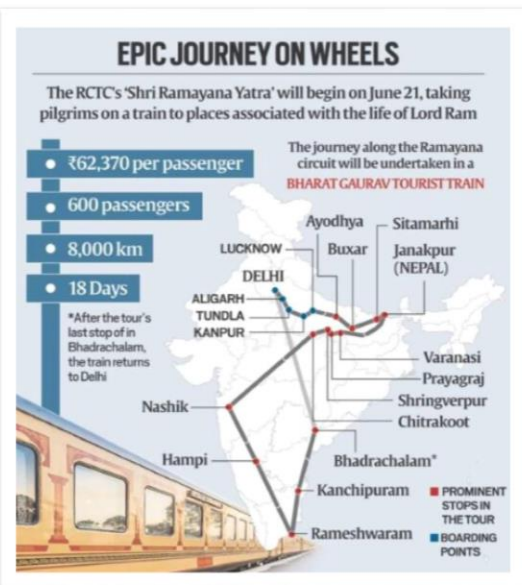 EPIC JOURNEY ON WHEELS
The RCTC's 'Shri Ramayana Yatra' will begin on June 21, taking
pilgrims on a train to places associated with the life of Lord Ram
₹62,370 per passenger
600 passengers
8,000 km
18 Days
*After the tour's
last stop of in
Bhadrachalam,
the train returns
to Delhi
The journey along the Ramayana
circuit will be undertaken in a
BHARAT GAURAV TOURIST TRAIN
Ayodhya
Sitamarhi
LUCKNOW
Buxar
Janakpur
(NEPAL)
DELHI
ALIGARH
TUNDLA
KANPUR
Varanasi
Prayagraj
Shringverpur
Chitrakoot
Nashik
Hampi
Bhadrachalam*
Kanchipuram
Rameshwaram
PROMINENT
STOPS IN
THE TOUR
BOARDING
POINTS